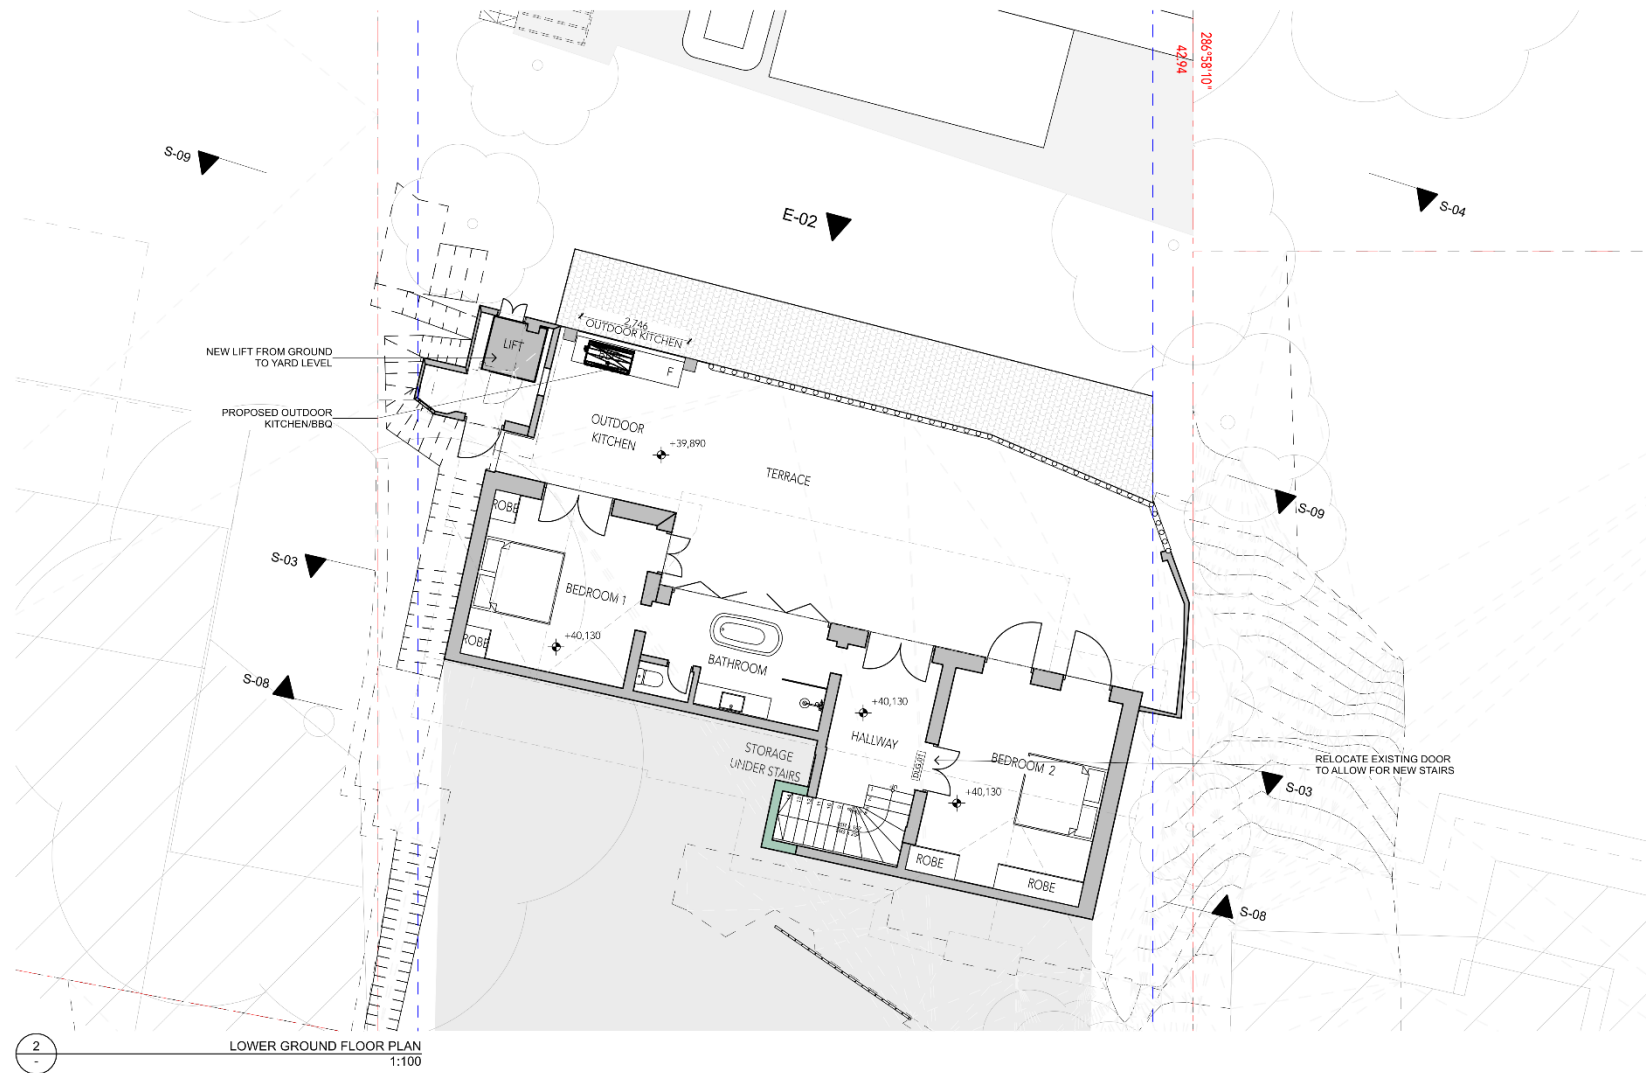 286°58'10"
42.94
S-09
S-04
E-02
2,746
OUTDOOR KITCHEN
LIFT
NEW LIFT FROM GROUND
TO YARD LEVEL
F
PROPOSED OUTDOOR
KITCHEN/BBQ
OUTDOOR
KITCHEN
+39,890
TERRACE
ROBE
S-09
S-03
BEDROOM 1
+40,130
ROBE
BATHROOM
S-08
+40,130
HALLWAY
STORAGE
UNDER STAIRS
BEDROOM 2
RELOCATE EXISTING DOOR
TO ALLOW FOR NEW STAIRS
S-03
+40,130
ROBE
ROBE
S-08
2
-
LOWER GROUND FLOOR PLAN
1:100